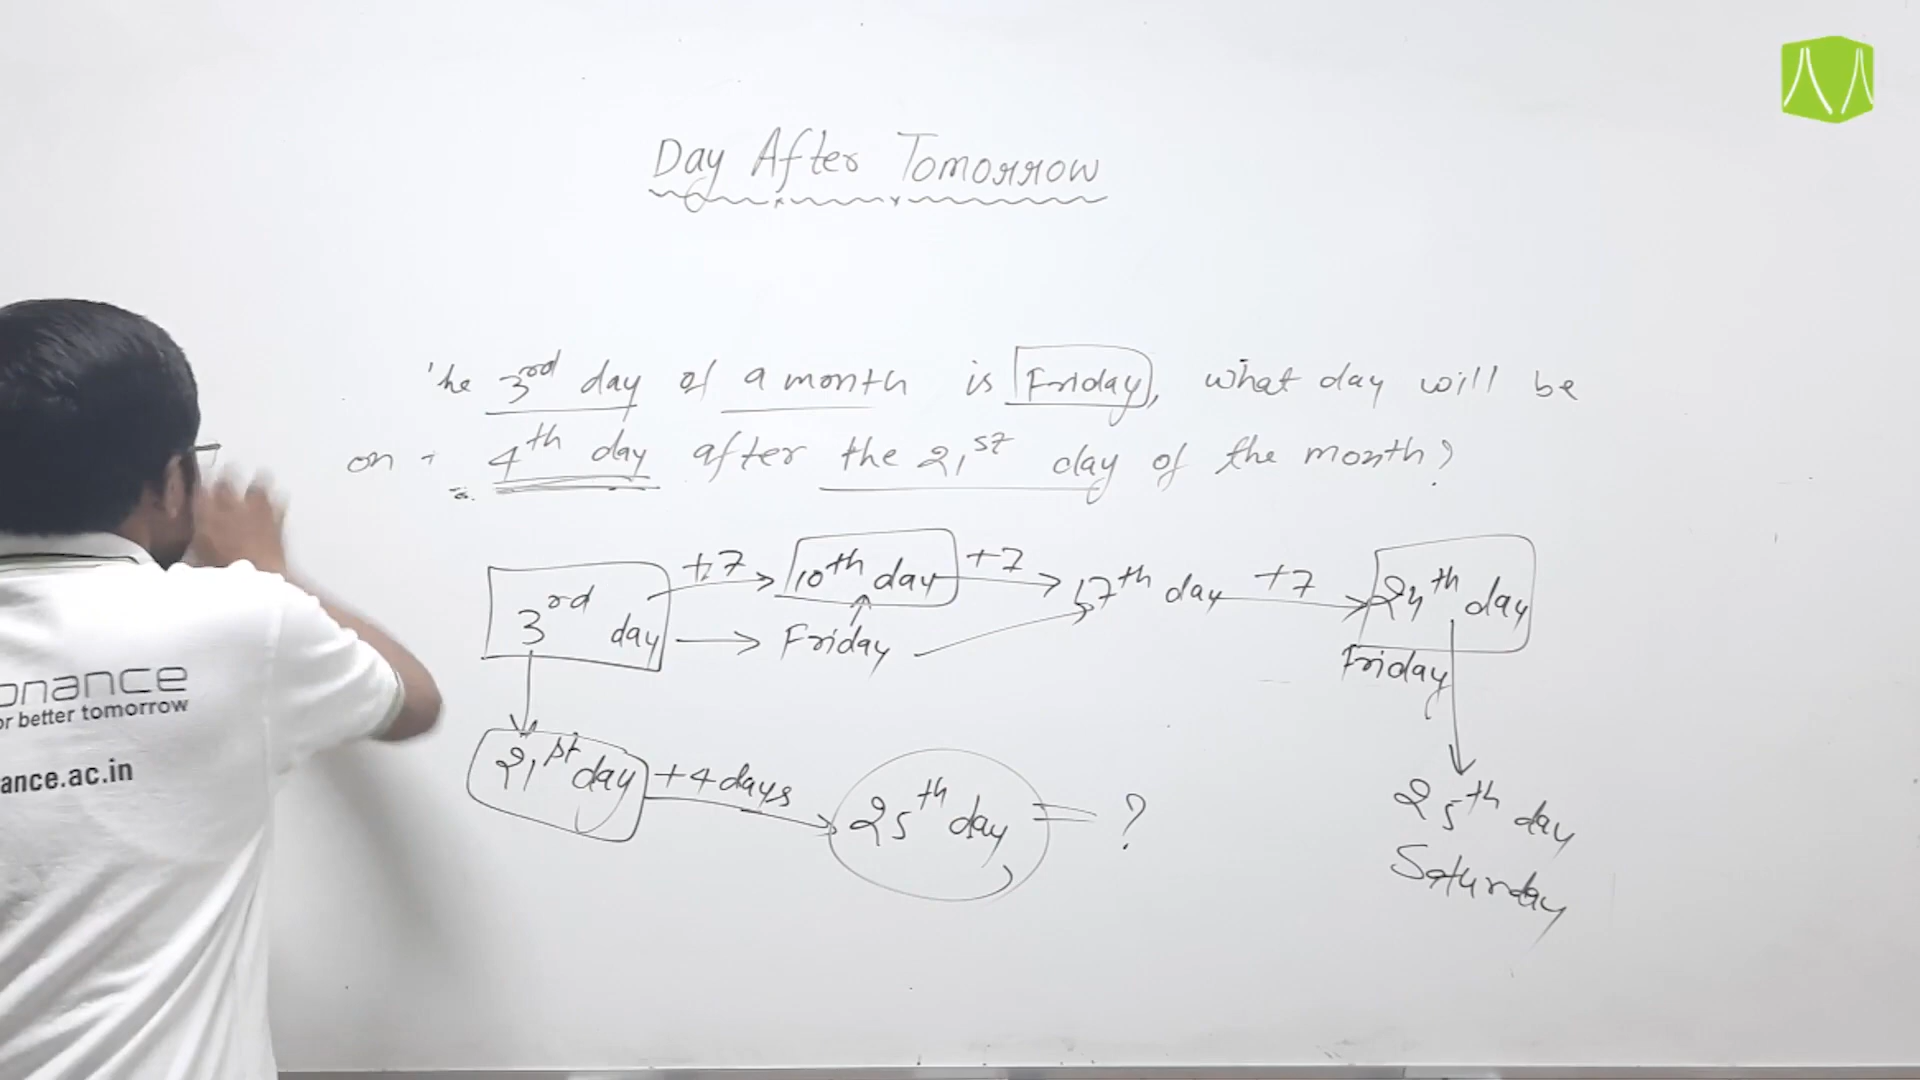 Day After Tomorrow
he 3rd day of a month is Friday, what day will be
on 4th day after the 21st day of the month?
3rd day +7 10th day +7 17th day +7 24th day
Friday
Friday
21st day +4 days 25th day = ?
25th day
Saturday
onance
or better tomorrow
ance.ac.in